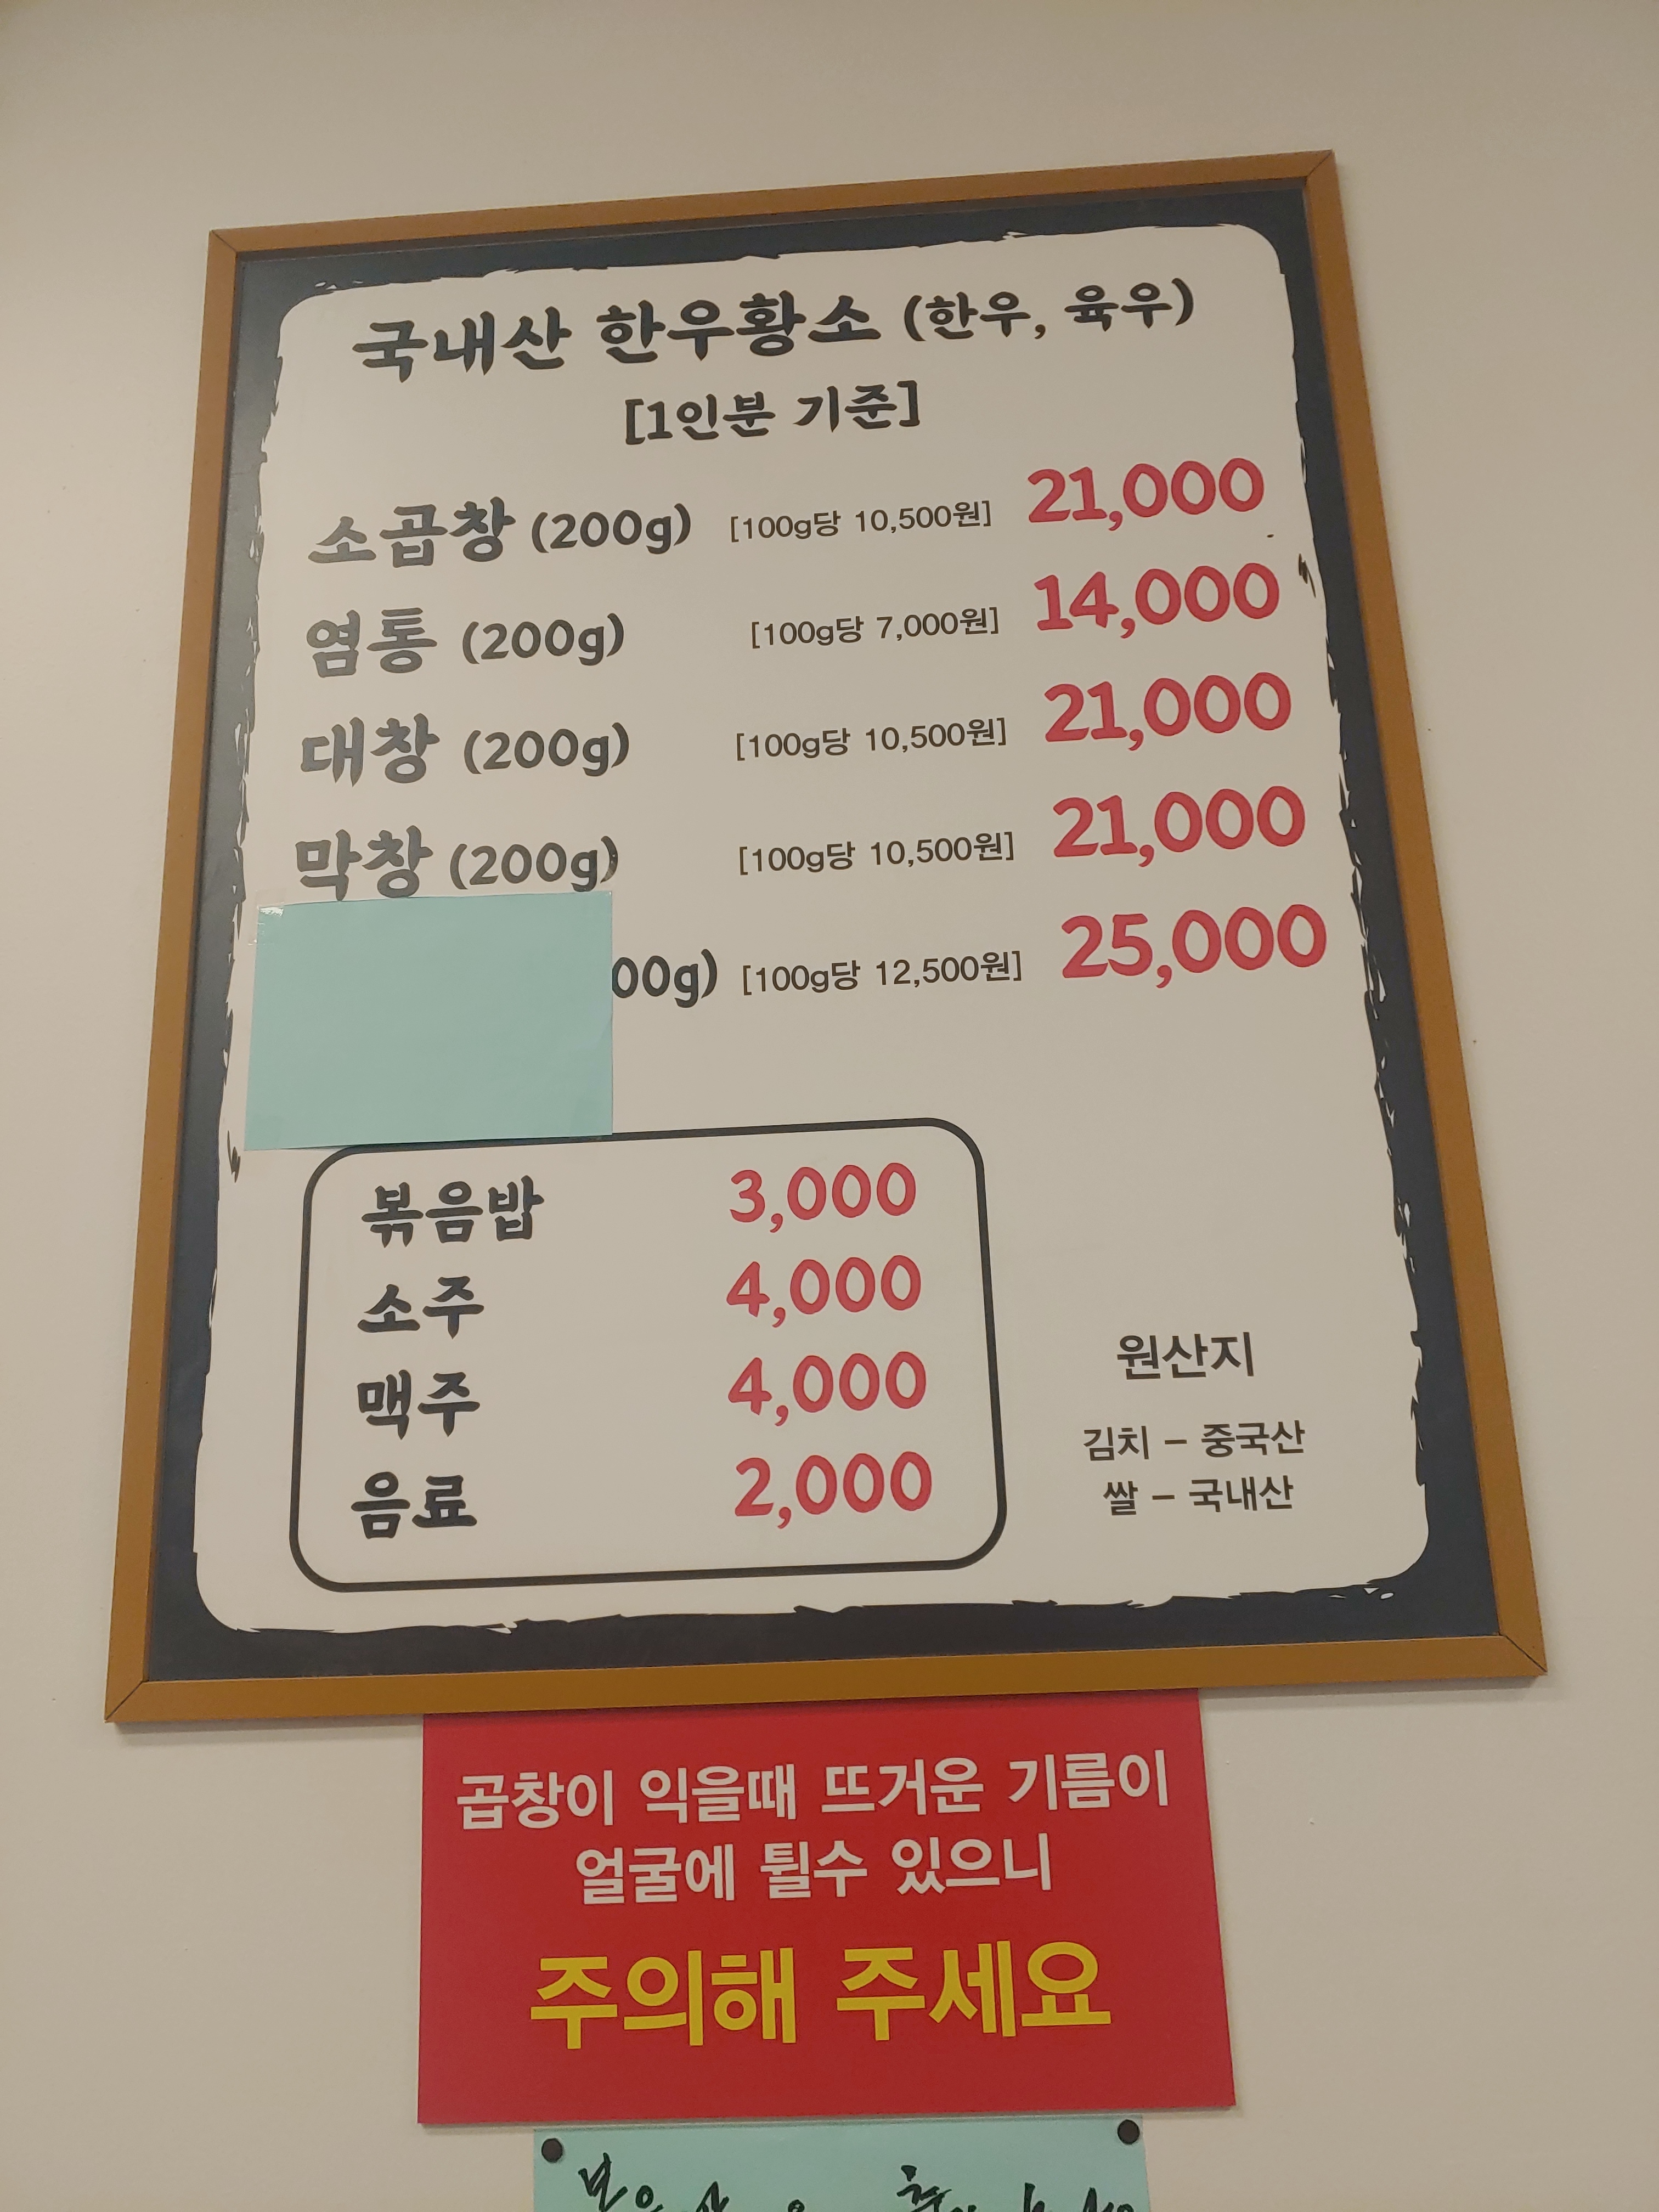 국내산 한우황소 (한우, 육우)
[1인분 기준]
소곱창 (200g) [100g당 10,500원] 21,000
염통 (200g) [100g당 7,000원] 14,000
대창 (200g) [100g당 10,500원] 21,000
막창 (200g) [100g당 10,500원] 21,000
00g) [100g당 12,500원] 25,000
볶음밥 3,000
소주 4,000
맥주 4,000
음료 2,000
원산지
김치 – 중국산
쌀 – 국내산
곱창이 익을때 뜨거운 기름이
얼굴에 튈수 있으니
주의해 주세요